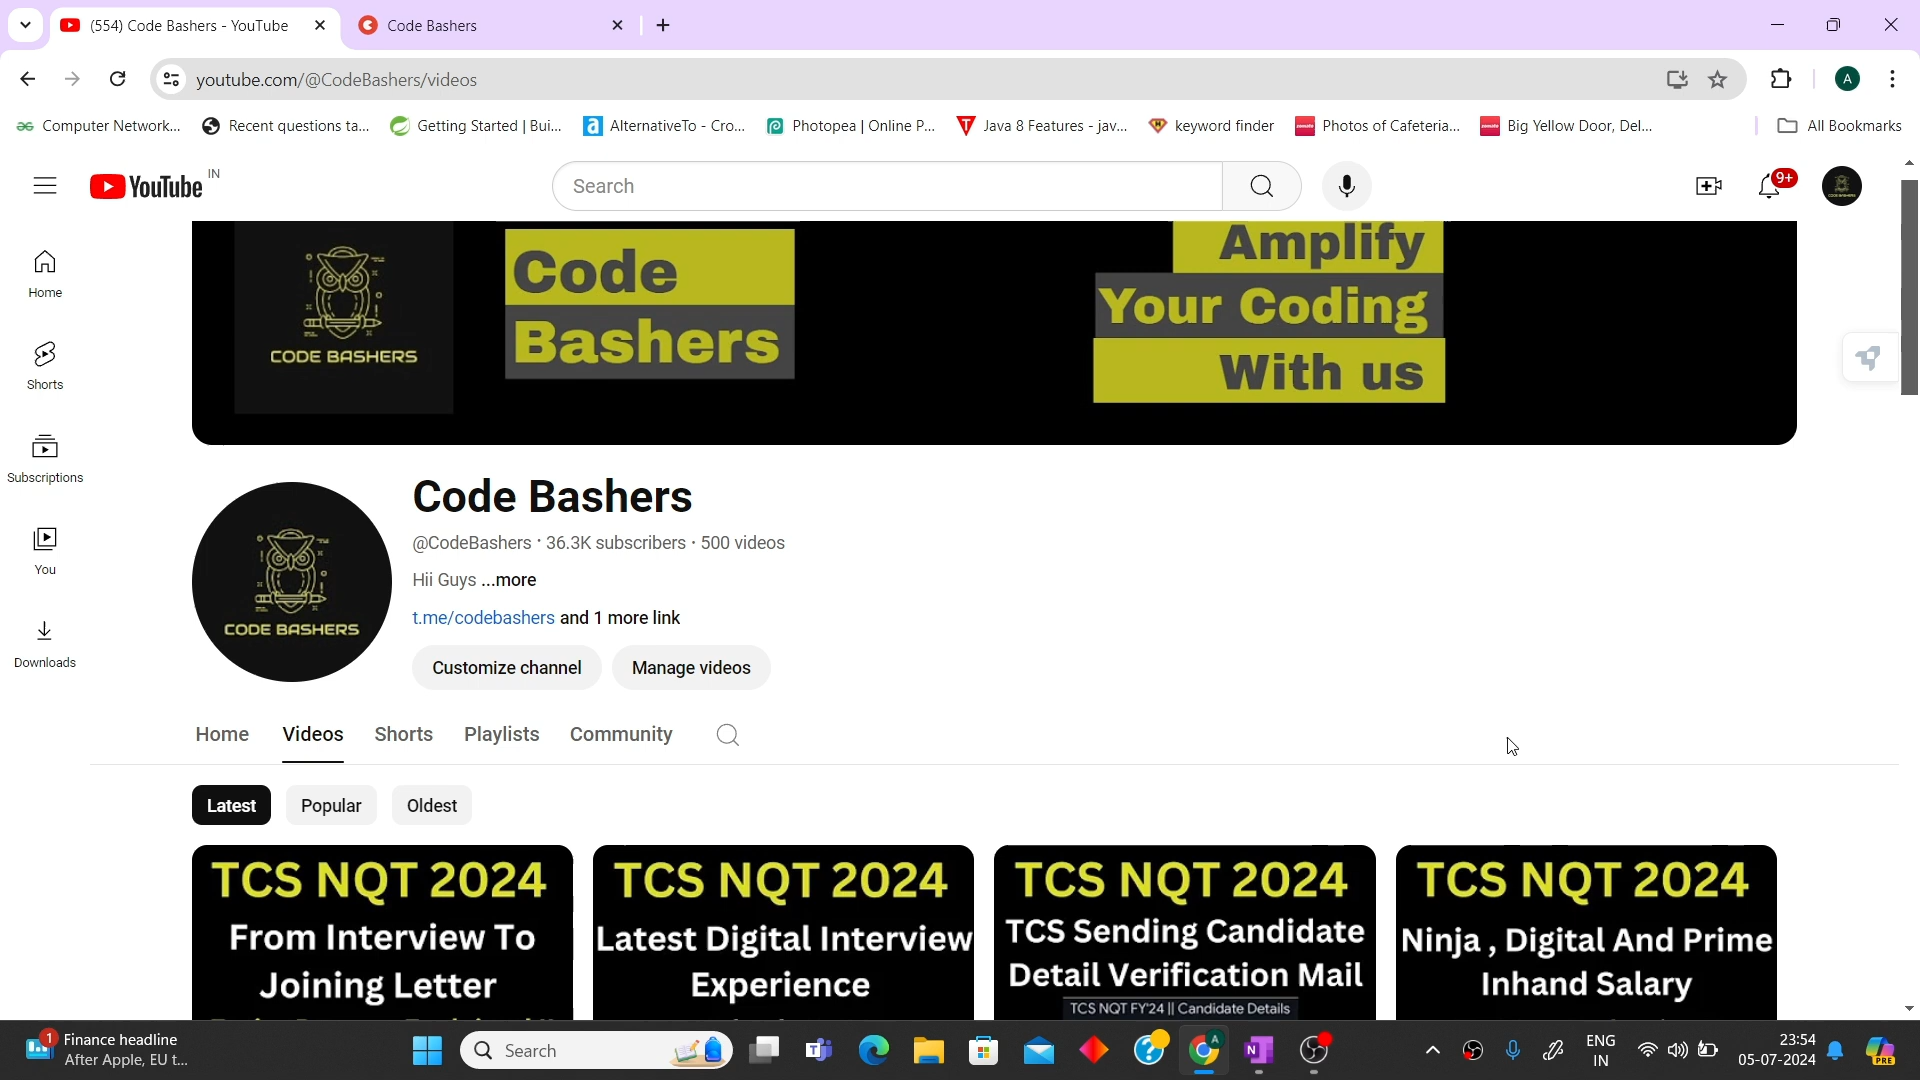 (554) Code Bashers - YouTube
Code Bashers
youtube.com/@CodeBashers/videos
Computer Network...
Recent questions ta...
Getting Started | Bui...
AlternativeTo - Cro...
Photopea | Online P...
Java 8 Features - jav...
keyword finder
Photos of Cafeteria...
Big Yellow Door, Del...
All Bookmarks
YouTube IN
Search
9+
Home
Shorts
Subscriptions
You
Downloads
CODE BASHERS
Code
Bashers
Amplify
Your Coding
With us
CODE BASHERS
Code Bashers
@CodeBashers · 36.3K subscribers · 500 videos
Hii Guys ...more
t.me/codebashers and 1 more link
Customize channel
Manage videos
Home
Videos
Shorts
Playlists
Community
Latest
Popular
Oldest
TCS NQT 2024
From Interview To
Joining Letter
TCS NQT 2024
Latest Digital Interview
Experience
TCS NQT 2024
TCS Sending Candidate
Detail Verification Mail
TCS NQT FY'24 || Candidate Details
TCS NQT 2024
Ninja , Digital And Prime
Inhand Salary
1
Finance headline
After Apple, EU t...
Search
ENG
IN
23:54
05-07-2024
PRE